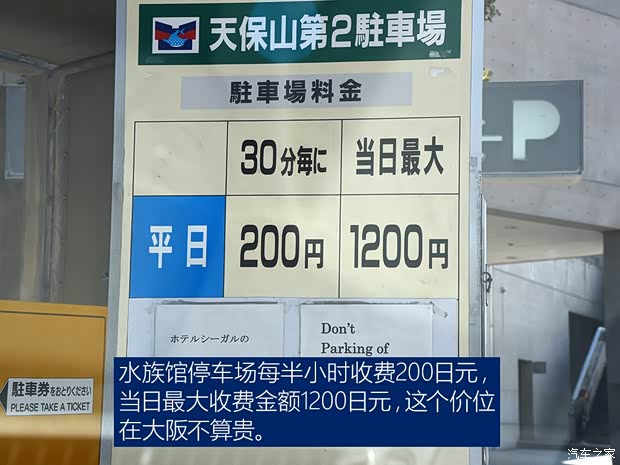 天保山第2駐車場
駐車場料金
30分毎に 当日最大
平日 200円 1200円
P
ホテルシーガルの
Don't
Parking of
駐車券をおとりください
PLEASE TAKE A TICKET
水族馆停车场每半小时收费200日元，
当日最大收费金额1200日元，这个价位
在大阪不算贵。
汽车之家